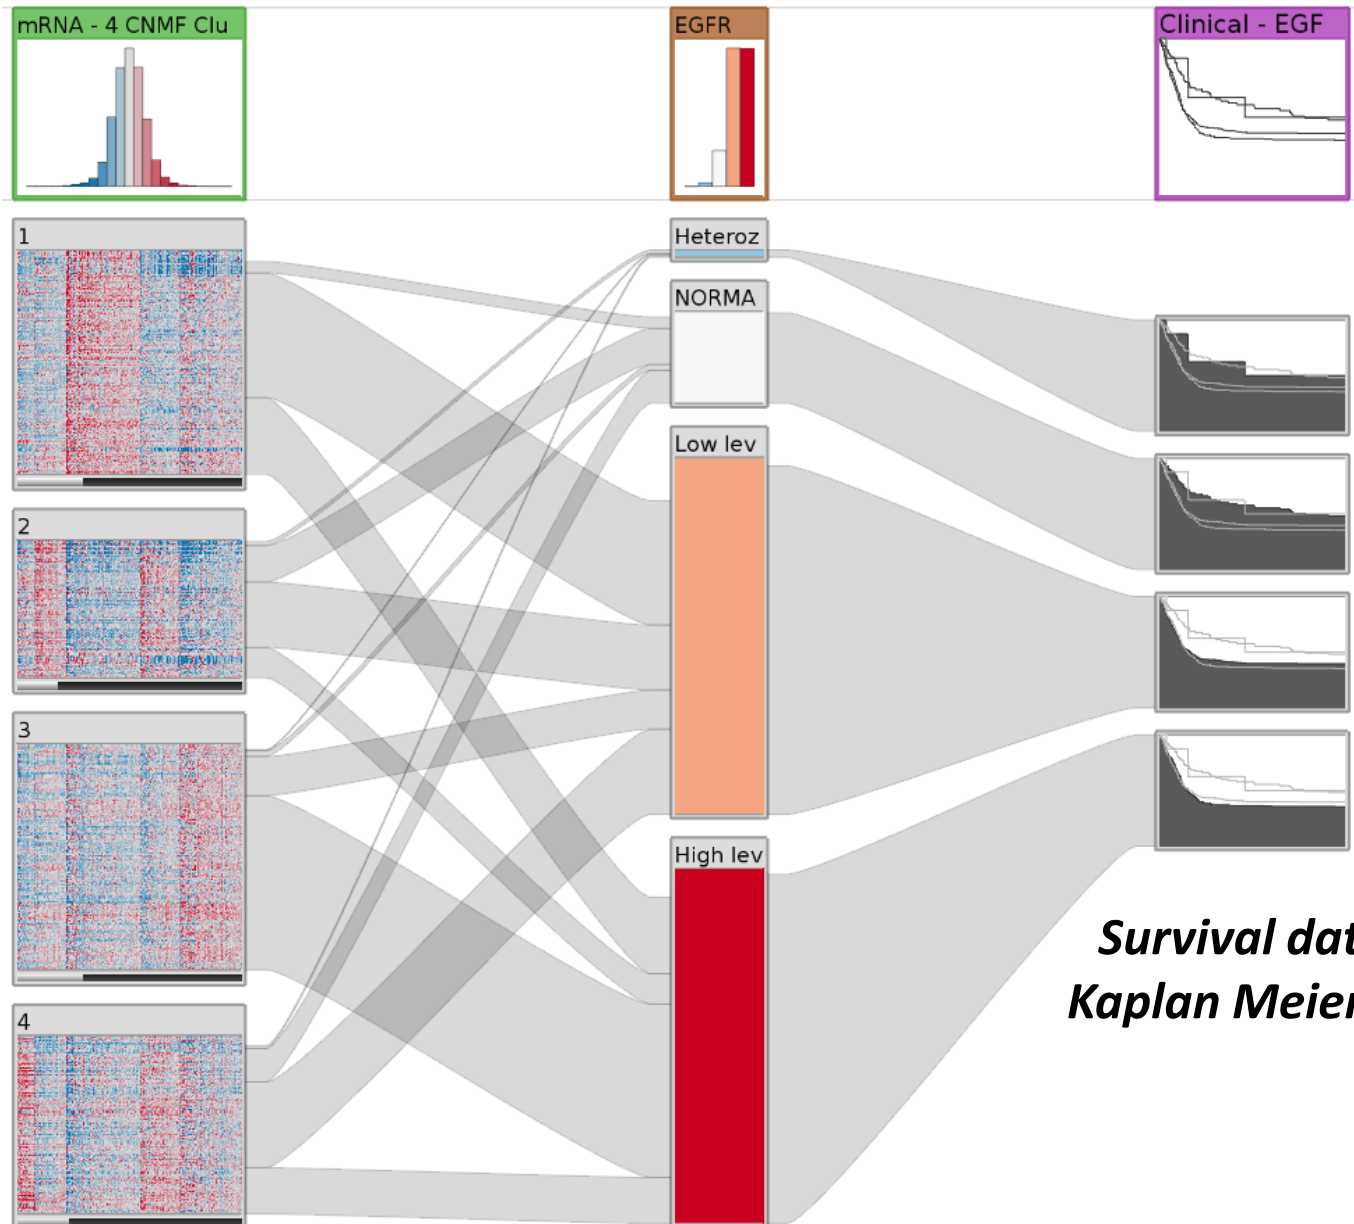 mRNA - 4 CNMF Clu
EGFR
Clinical - EGF
1
Heteroz
NORMA
Low lev
2
3
High lev
4
Survival dat
Kaplan Meier